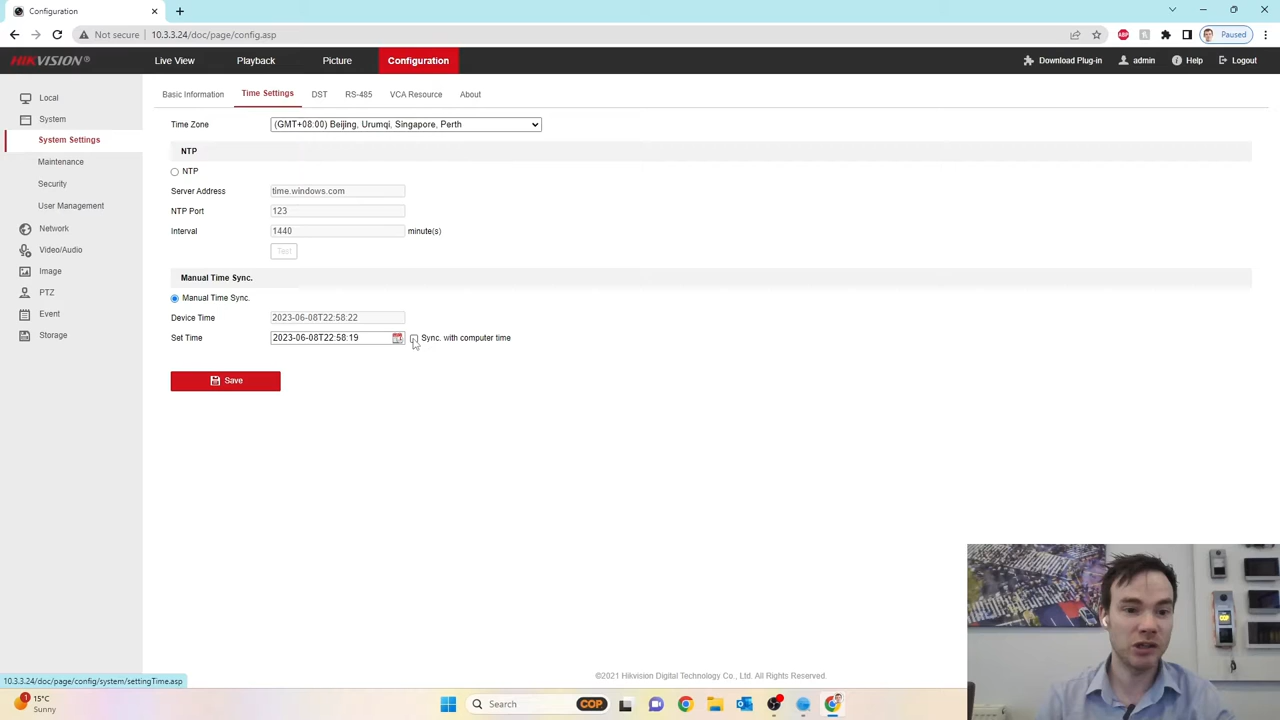 Configuration
Not secure 10.3.3.24/doc/page/config.asp
ABP
Paused
HIKVISION® Live View Playback Picture Configuration Download Plug-in admin Help Logout
Local
System
System Settings
Maintenance
Security
User Management
Network
Video/Audio
Image
PTZ
Event
Storage
Basic Information Time Settings DST RS-485 VCA Resource About
Time Zone (GMT+08:00) Beijing, Urumqi, Singapore, Perth
NTP
NTP
Server Address time.windows.com
NTP Port 123
Interval 1440 minute(s)
Test
Manual Time Sync.
Manual Time Sync.
Device Time 2023-06-08T22:58:22
Set Time 2023-06-08T22:58:19 Sync. with computer time
Save
©2021 Hikvision Digital Technology Co., Ltd. All Rights Reserved.
10.3.3.24/doc/page/config/system/settingTime.asp
1
15°C
Sunny
Search
COP